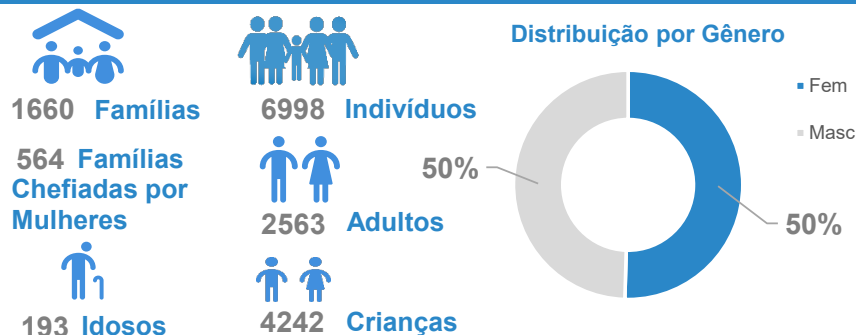 1660 Famílias
564 Famílias
Chefiadas por
Mulheres
193 Idosos
6998 Indivíduos
2563 Adultos
4242 Crianças
Distribuição por Gênero
Fem
Masc
50%
50%